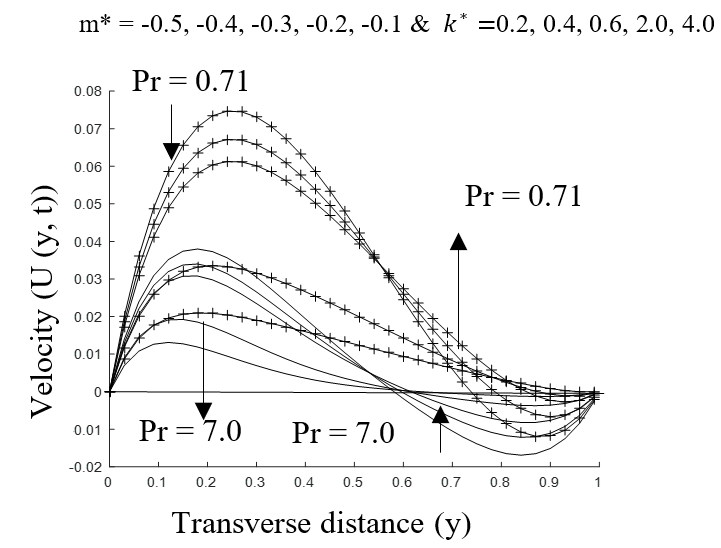 m* = -0.5, -0.4, -0.3, -0.2, -0.1 & k* =0.2, 0.4, 0.6, 2.0, 4.0
Pr = 0.71
Pr = 0.71
Pr = 7.0
Pr = 7.0
Velocity (U (y, t))
0.08
0.07
0.06
0.05
0.04
0.03
0.02
0.01
0
-0.01
-0.02
0 0.1 0.2 0.3 0.4 0.5 0.6 0.7 0.8 0.9 1
Transverse distance (y)